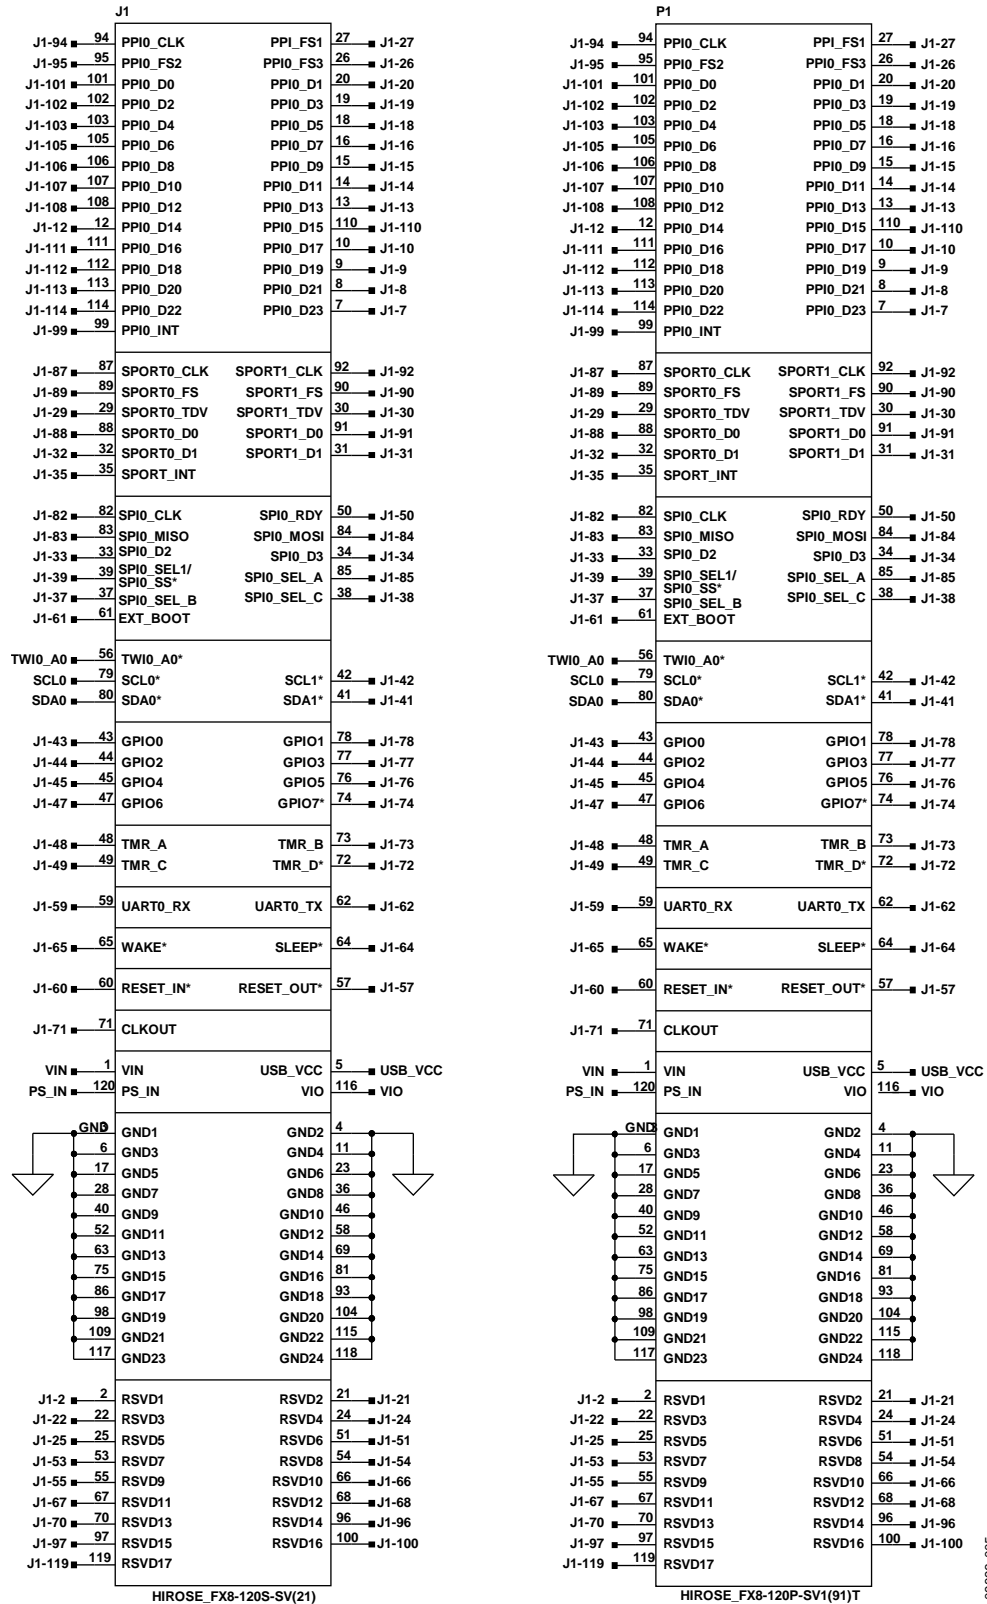 J1
J1-94 94 PPI0_CLK PPI_FS1 27 J1-27
J1-95 95 PPI0_FS2 PPI0_FS3 26 J1-26
J1-101 101 PPI0_D0 PPI0_D1 20 J1-20
J1-102 102 PPI0_D2 PPI0_D3 19 J1-19
J1-103 103 PPI0_D4 PPI0_D5 18 J1-18
J1-105 105 PPI0_D6 PPI0_D7 16 J1-16
J1-106 106 PPI0_D8 PPI0_D9 15 J1-15
J1-107 107 PPI0_D10 PPI0_D11 14 J1-14
J1-108 108 PPI0_D12 PPI0_D13 13 J1-13
J1-12 12 PPI0_D14 PPI0_D15 110 J1-110
J1-111 111 PPI0_D16 PPI0_D17 10 J1-10
J1-112 112 PPI0_D18 PPI0_D19 9 J1-9
J1-113 113 PPI0_D20 PPI0_D21 8 J1-8
J1-114 114 PPI0_D22 PPI0_D23 7 J1-7
J1-99 99 PPI0_INT
J1-87 87 SPORT0_CLK SPORT1_CLK 92 J1-92
J1-89 89 SPORT0_FS SPORT1_FS 90 J1-90
J1-29 29 SPORT0_TDV SPORT1_TDV 30 J1-30
J1-88 88 SPORT0_D0 SPORT1_D0 91 J1-91
J1-32 32 SPORT0_D1 SPORT1_D1 31 J1-31
J1-35 35 SPORT_INT
J1-82 82 SPI0_CLK SPI0_RDY 50 J1-50
J1-83 83 SPI0_MISO SPI0_MOSI 84 J1-84
J1-33 33 SPI0_D2 SPI0_D3 34 J1-34
J1-39 39 SPI0_SEL1/ SPI0_SEL_A 85 J1-85
SPI0_SS*
J1-37 37 SPI0_SEL_B SPI0_SEL_C 38 J1-38
J1-61 61 EXT_BOOT
TWI0_A0 56 TWI0_A0*
SCL0 79 SCL0* SCL1* 42 J1-42
SDA0 80 SDA0* SDA1* 41 J1-41
J1-43 43 GPIO0 GPIO1 78 J1-78
J1-44 44 GPIO2 GPIO3 77 J1-77
J1-45 45 GPIO4 GPIO5 76 J1-76
J1-47 47 GPIO6 GPIO7* 74 J1-74
J1-48 48 TMR_A TMR_B 73 J1-73
J1-49 49 TMR_C TMR_D* 72 J1-72
J1-59 59 UART0_RX UART0_TX 62 J1-62
J1-65 65 WAKE* SLEEP* 64 J1-64
J1-60 60 RESET_IN* RESET_OUT* 57 J1-57
J1-71 71 CLKOUT
VIN 1 VIN USB_VCC 5 USB_VCC
PS_IN 120 PS_IN VIO 116 VIO
GND 3 GND1 GND2 4
6 GND3 GND4 11
17 GND5 GND6 23
28 GND7 GND8 36
40 GND9 GND10 46
52 GND11 GND12 58
63 GND13 GND14 69
75 GND15 GND16 81
86 GND17 GND18 93
98 GND19 GND20 104
109 GND21 GND22 115
117 GND23 GND24 118
J1-2 2 RSVD1 RSVD2 21 J1-21
J1-22 22 RSVD3 RSVD4 24 J1-24
J1-25 25 RSVD5 RSVD6 51 J1-51
J1-53 53 RSVD7 RSVD8 54 J1-54
J1-55 55 RSVD9 RSVD10 66 J1-66
J1-67 67 RSVD11 RSVD12 68 J1-68
J1-70 70 RSVD13 RSVD14 96 J1-96
J1-97 97 RSVD15 RSVD16 100 J1-100
J1-119 119 RSVD17
HIROSE_FX8-120S-SV(21)
P1
J1-94 94 PPI0_CLK PPI_FS1 27 J1-27
J1-95 95 PPI0_FS2 PPI0_FS3 26 J1-26
J1-101 101 PPI0_D0 PPI0_D1 20 J1-20
J1-102 102 PPI0_D2 PPI0_D3 19 J1-19
J1-103 103 PPI0_D4 PPI0_D5 18 J1-18
J1-105 105 PPI0_D6 PPI0_D7 16 J1-16
J1-106 106 PPI0_D8 PPI0_D9 15 J1-15
J1-107 107 PPI0_D10 PPI0_D11 14 J1-14
J1-108 108 PPI0_D12 PPI0_D13 13 J1-13
J1-12 12 PPI0_D14 PPI0_D15 110 J1-110
J1-111 111 PPI0_D16 PPI0_D17 10 J1-10
J1-112 112 PPI0_D18 PPI0_D19 9 J1-9
J1-113 113 PPI0_D20 PPI0_D21 8 J1-8
J1-114 114 PPI0_D22 PPI0_D23 7 J1-7
J1-99 99 PPI0_INT
J1-87 87 SPORT0_CLK SPORT1_CLK 92 J1-92
J1-89 89 SPORT0_FS SPORT1_FS 90 J1-90
J1-29 29 SPORT0_TDV SPORT1_TDV 30 J1-30
J1-88 88 SPORT0_D0 SPORT1_D0 91 J1-91
J1-32 32 SPORT0_D1 SPORT1_D1 31 J1-31
J1-35 35 SPORT_INT
J1-82 82 SPI0_CLK SPI0_RDY 50 J1-50
J1-83 83 SPI0_MISO SPI0_MOSI 84 J1-84
J1-33 33 SPI0_D2 SPI0_D3 34 J1-34
J1-39 39 SPI0_SEL1/ SPI0_SEL_A 85 J1-85
SPI0_SS*
J1-37 37 SPI0_SEL_B SPI0_SEL_C 38 J1-38
J1-61 61 EXT_BOOT
TWI0_A0 56 TWI0_A0*
SCL0 79 SCL0* SCL1* 42 J1-42
SDA0 80 SDA0* SDA1* 41 J1-41
J1-43 43 GPIO0 GPIO1 78 J1-78
J1-44 44 GPIO2 GPIO3 77 J1-77
J1-45 45 GPIO4 GPIO5 76 J1-76
J1-47 47 GPIO6 GPIO7* 74 J1-74
J1-48 48 TMR_A TMR_B 73 J1-73
J1-49 49 TMR_C TMR_D* 72 J1-72
J1-59 59 UART0_RX UART0_TX 62 J1-62
J1-65 65 WAKE* SLEEP* 64 J1-64
J1-60 60 RESET_IN* RESET_OUT* 57 J1-57
J1-71 71 CLKOUT
VIN 1 VIN USB_VCC 5 USB_VCC
PS_IN 120 PS_IN VIO 116 VIO
GND 3 GND1 GND2 4
6 GND3 GND4 11
17 GND5 GND6 23
28 GND7 GND8 36
40 GND9 GND10 46
52 GND11 GND12 58
63 GND13 GND14 69
75 GND15 GND16 81
86 GND17 GND18 93
98 GND19 GND20 104
109 GND21 GND22 115
117 GND23 GND24 118
J1-2 2 RSVD1 RSVD2 21 J1-21
J1-22 22 RSVD3 RSVD4 24 J1-24
J1-25 25 RSVD5 RSVD6 51 J1-51
J1-53 53 RSVD7 RSVD8 54 J1-54
J1-55 55 RSVD9 RSVD10 66 J1-66
J1-67 67 RSVD11 RSVD12 68 J1-68
J1-70 70 RSVD13 RSVD14 96 J1-96
J1-97 97 RSVD15 RSVD16 100 J1-100
J1-119 119 RSVD17
HIROSE_FX8-120P-SV1(91)T